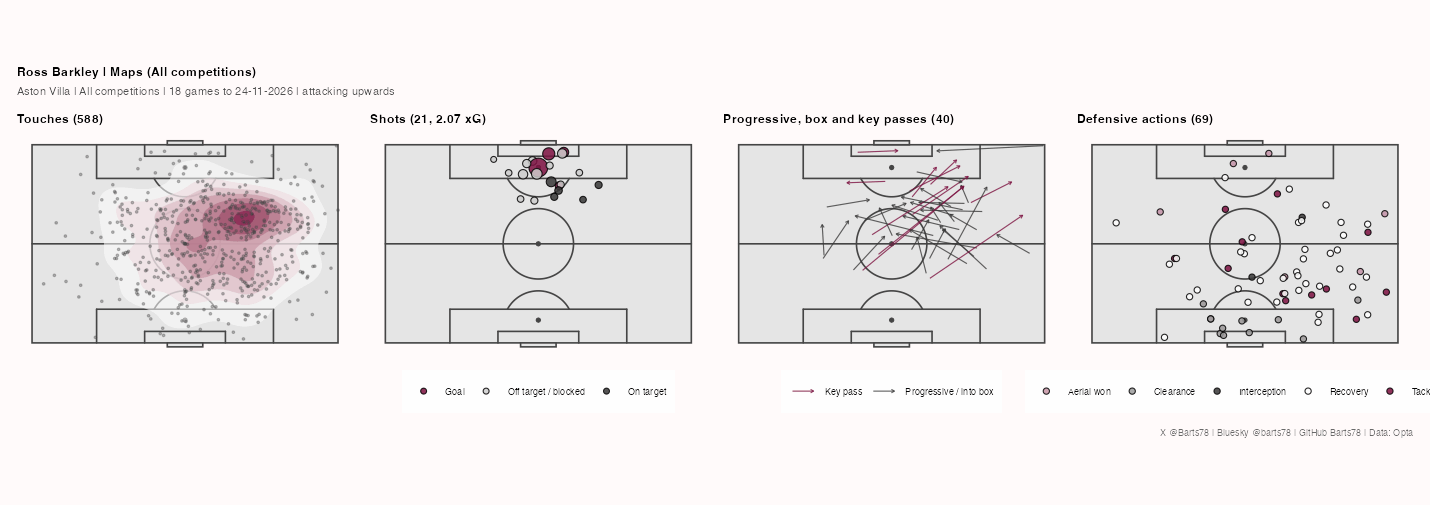 Ross Barkley | Maps (All competitions)
Aston Villa | All competitions | 18 games to 24-11-2026 | attacking upwards
Touches (588)
Shots (21, 2.07 xG)
Progressive, box and key passes (40)
Defensive actions (69)
Goal
Off target / blocked
On target
Key pass
Progressive / into box
Aerial won
Clearance
Interception
Recovery
Tack
X @Barts78 | Bluesky @barts78 | GitHub Barts78 | Data: Opta